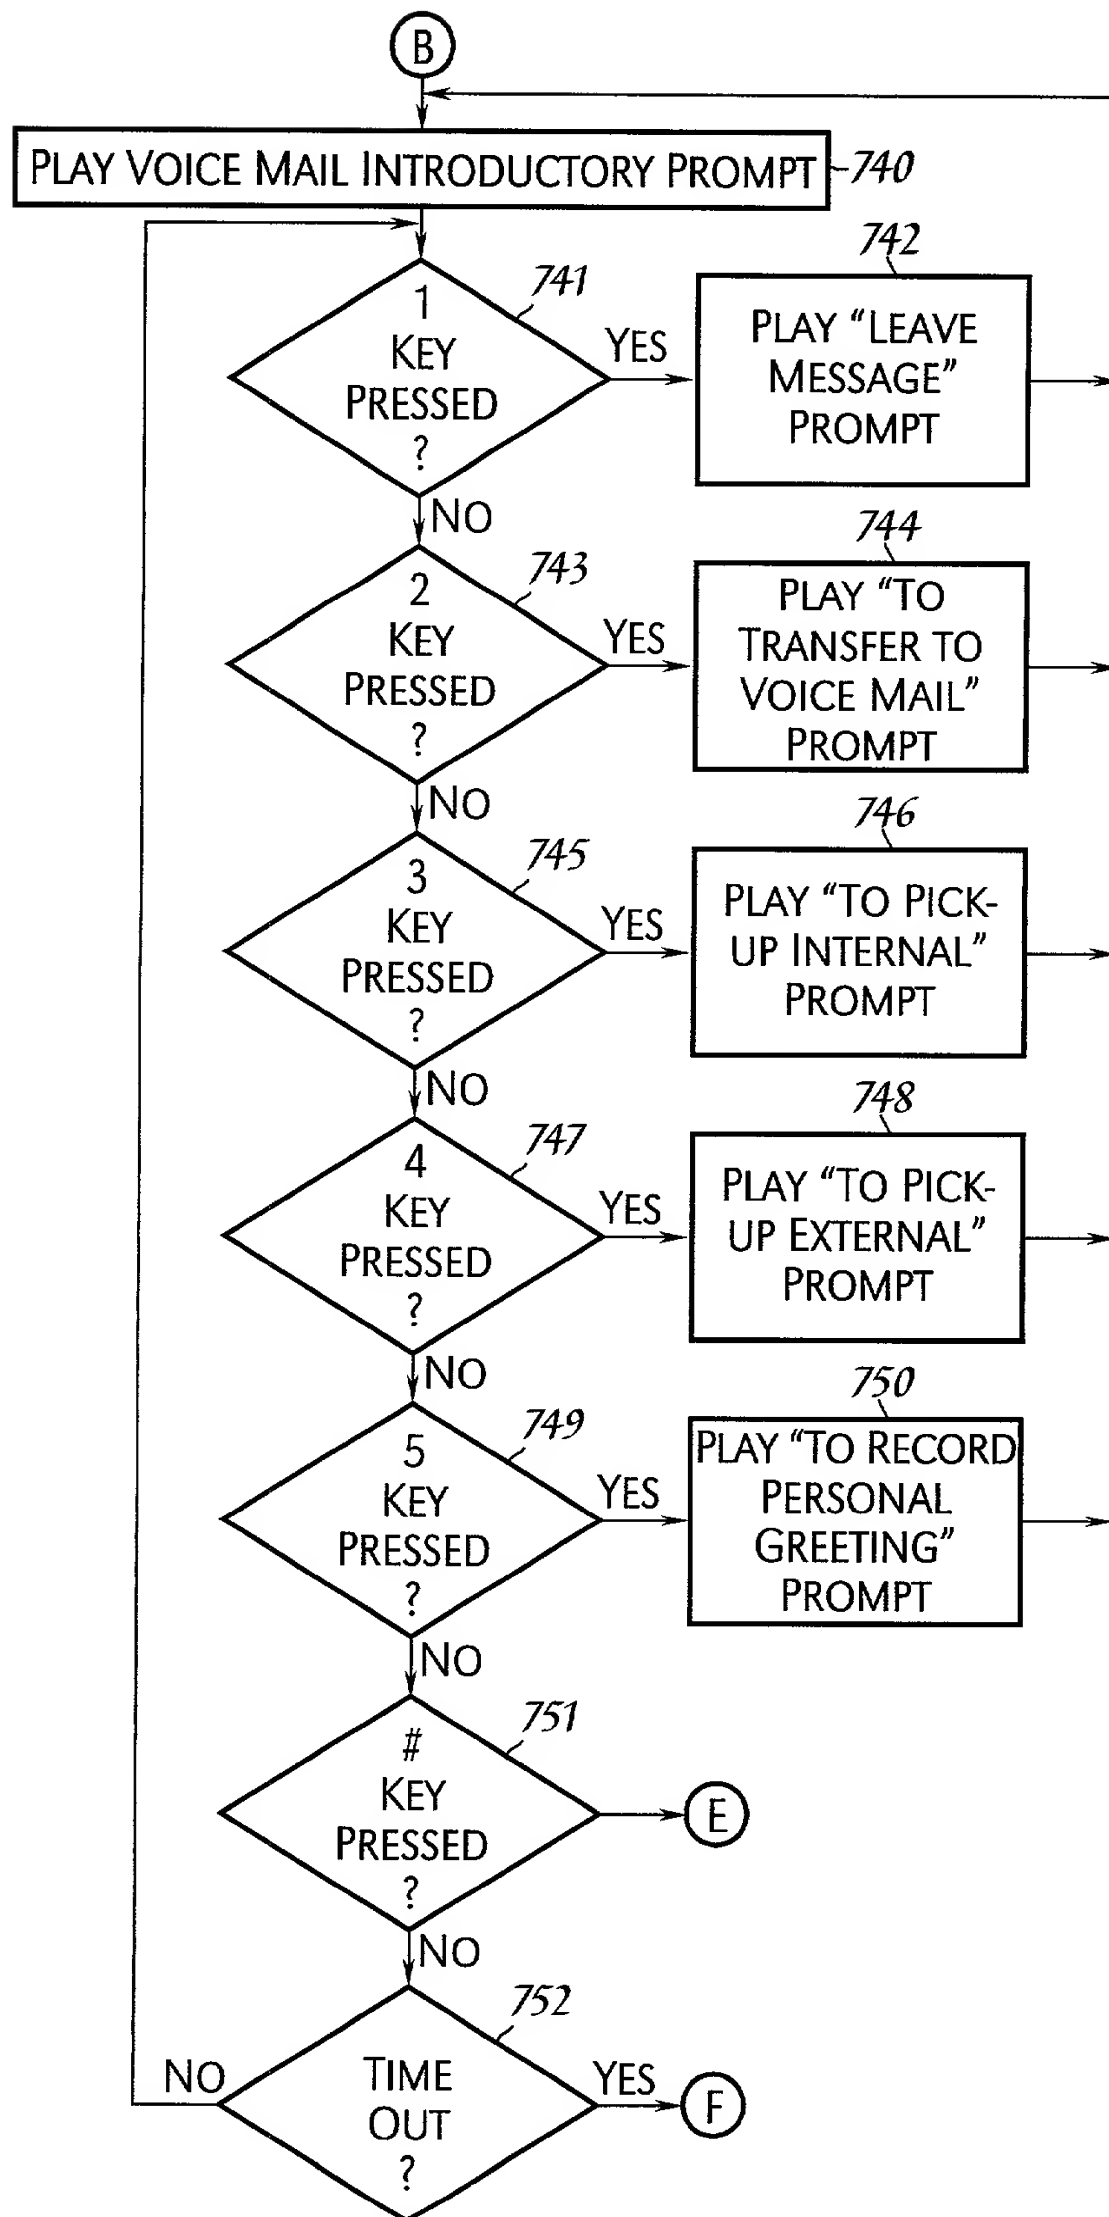 B
PLAY VOICE MAIL INTRODUCTORY PROMPT
740
741
1
KEY
PRESSED
?
YES
742
PLAY “LEAVE
MESSAGE”
PROMPT
NO
743
2
KEY
PRESSED
?
YES
744
PLAY “TO
TRANSFER TO
VOICE MAIL”
PROMPT
NO
745
3
KEY
PRESSED
?
YES
746
PLAY “TO PICK-
UP INTERNAL”
PROMPT
NO
747
4
KEY
PRESSED
?
YES
748
PLAY “TO PICK-
UP EXTERNAL”
PROMPT
NO
749
5
KEY
PRESSED
?
YES
750
PLAY “TO RECORD
PERSONAL
GREETING”
PROMPT
NO
751
#
KEY
PRESSED
?
E
NO
752
TIME
OUT
?
NO
YES
F